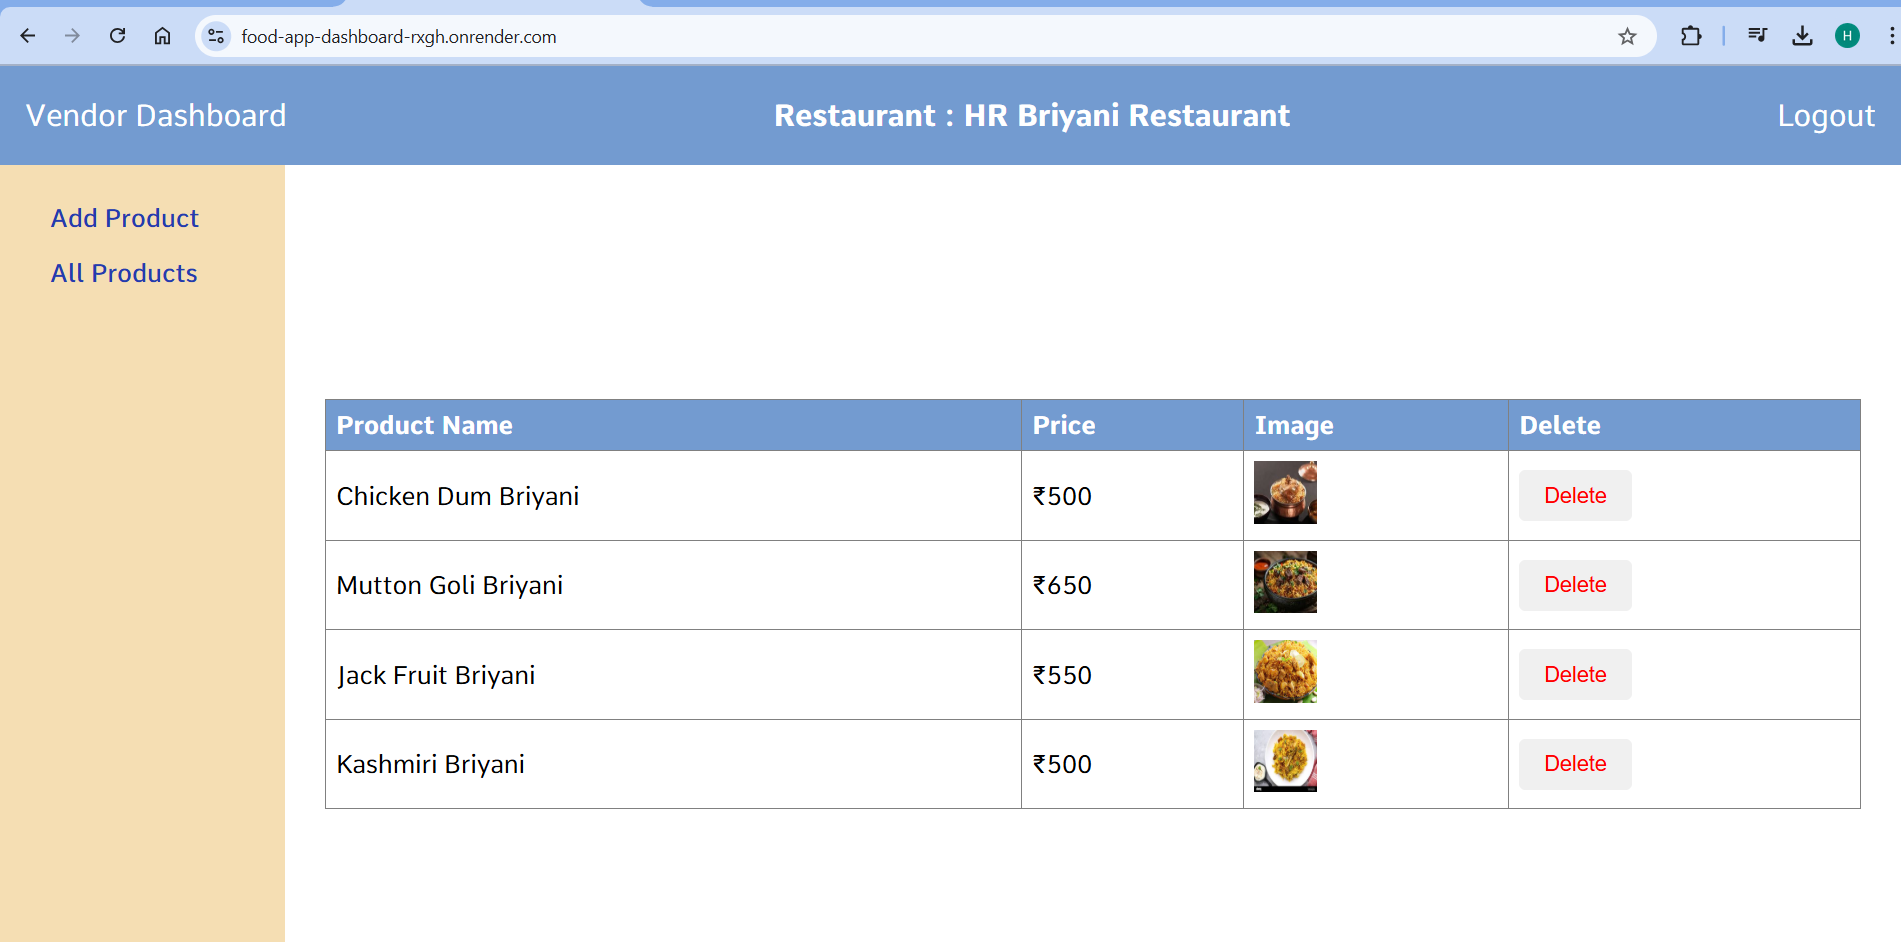 food-app-dashboard-rxgh.onrender.com
H
Vendor Dashboard
Restaurant : HR Briyani Restaurant
Logout
Add Product
All Products
Product Name Price Image Delete
Chicken Dum Briyani ₹500 Delete
Mutton Goli Briyani ₹650 Delete
Jack Fruit Briyani ₹550 Delete
Kashmiri Briyani ₹500 Delete